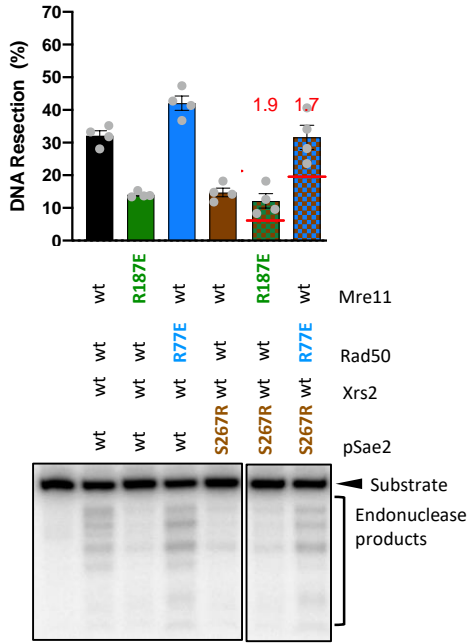 70
60
50
40
30
20
10
0
DNA Resection (%)
1.9 1.7
wt R187E wt wt R187E wt Mre11
wt wt R77E wt wt R77E Rad50
wt wt wt wt wt wt Xrs2
wt wt wt S267R S267R S267R pSae2
Substrate
Endonuclease
products